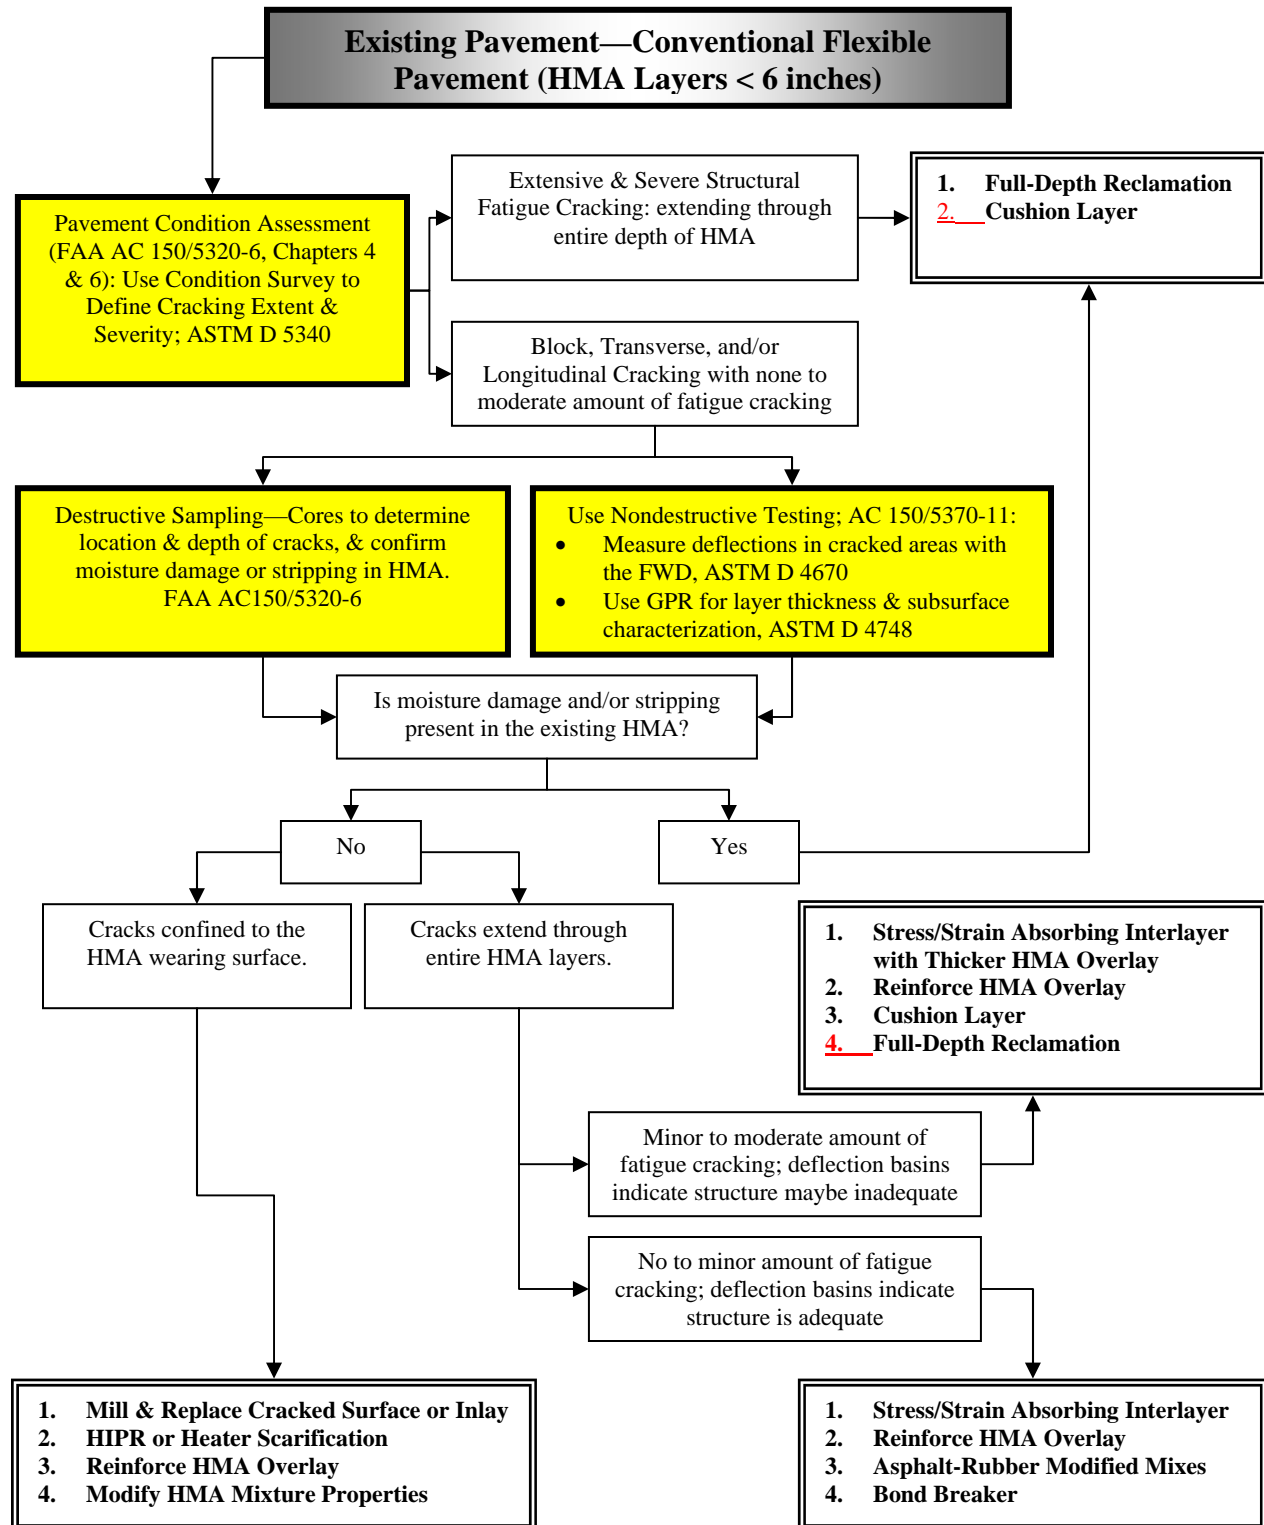 Existing Pavement—Conventional Flexible
Pavement (HMA Layers < 6 inches)
Extensive & Severe Structural
Fatigue Cracking: extending through
entire depth of HMA
1. Full-Depth Reclamation
2. Cushion Layer
Pavement Condition Assessment
(FAA AC 150/5320-6, Chapters 4
& 6): Use Condition Survey to
Define Cracking Extent &
Severity; ASTM D 5340
Block, Transverse, and/or
Longitudinal Cracking with none to
moderate amount of fatigue cracking
Destructive Sampling—Cores to determine
location & depth of cracks, & confirm
moisture damage or stripping in HMA.
FAA AC150/5320-6
Use Nondestructive Testing; AC 150/5370-11:
• Measure deflections in cracked areas with
the FWD, ASTM D 4670
• Use GPR for layer thickness & subsurface
characterization, ASTM D 4748
Is moisture damage and/or stripping
present in the existing HMA?
No
Yes
Cracks confined to the
HMA wearing surface.
Cracks extend through
entire HMA layers.
1. Stress/Strain Absorbing Interlayer
with Thicker HMA Overlay
2. Reinforce HMA Overlay
3. Cushion Layer
4. Full-Depth Reclamation
Minor to moderate amount of
fatigue cracking; deflection basins
indicate structure maybe inadequate
No to minor amount of fatigue
cracking; deflection basins indicate
structure is adequate
1. Mill & Replace Cracked Surface or Inlay
2. HIPR or Heater Scarification
3. Reinforce HMA Overlay
4. Modify HMA Mixture Properties
1. Stress/Strain Absorbing Interlayer
2. Reinforce HMA Overlay
3. Asphalt-Rubber Modified Mixes
4. Bond Breaker